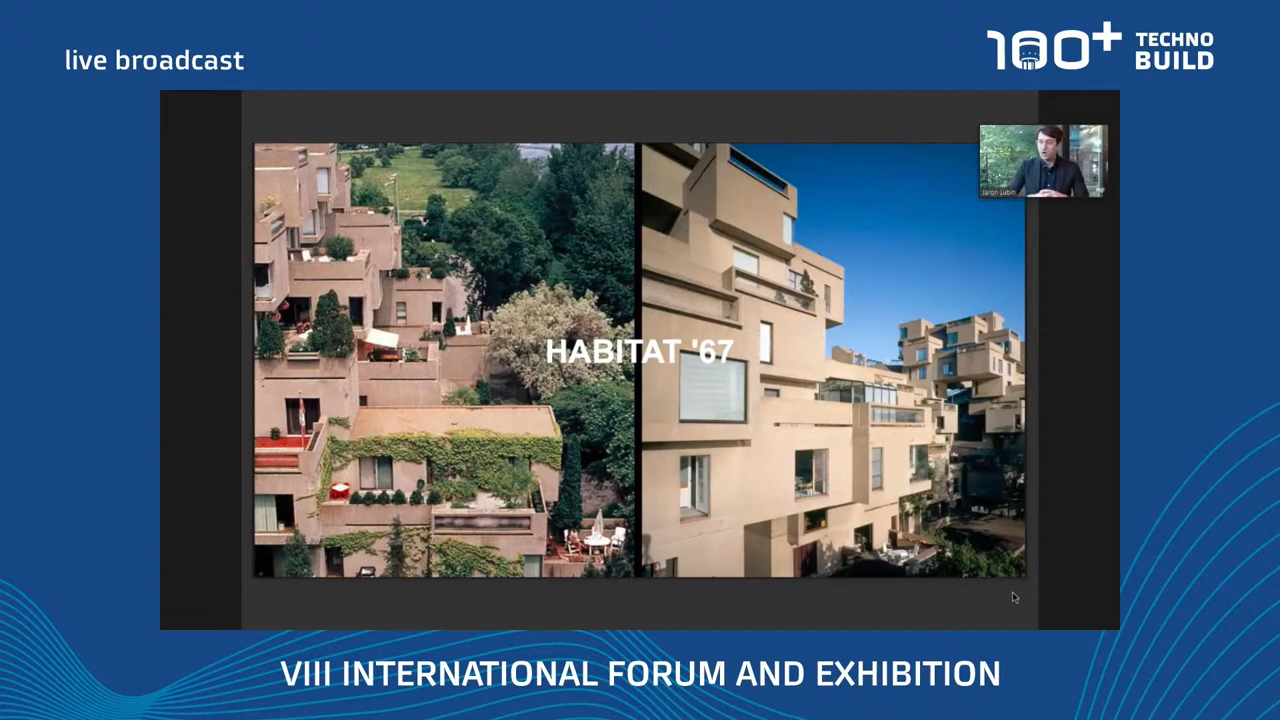 live broadcast
100+ TECHNO
BUILD
Jaron Lubin
HABITAT '67
VIII INTERNATIONAL FORUM AND EXHIBITION